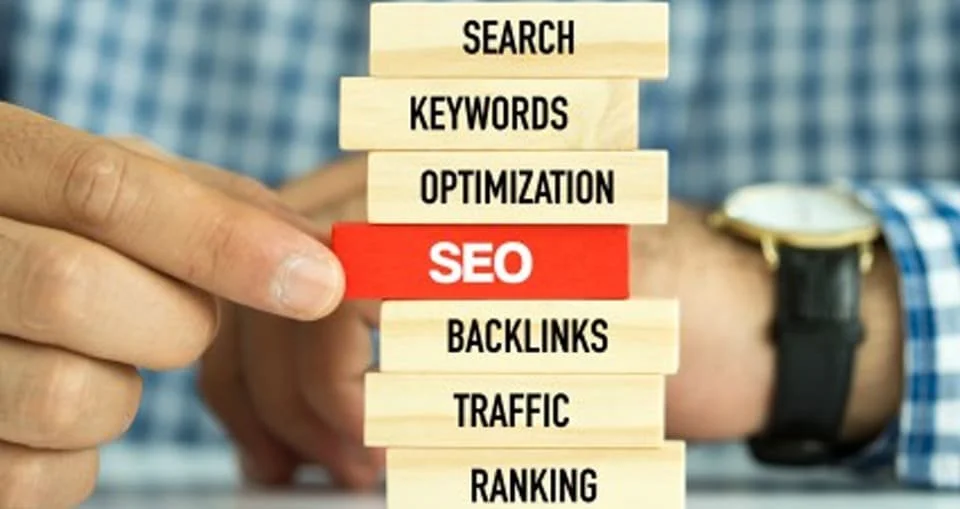 SEARCH
KEYWORDS
OPTIMIZATION
SEO
BACKLINKS
TRAFFIC
RANKING